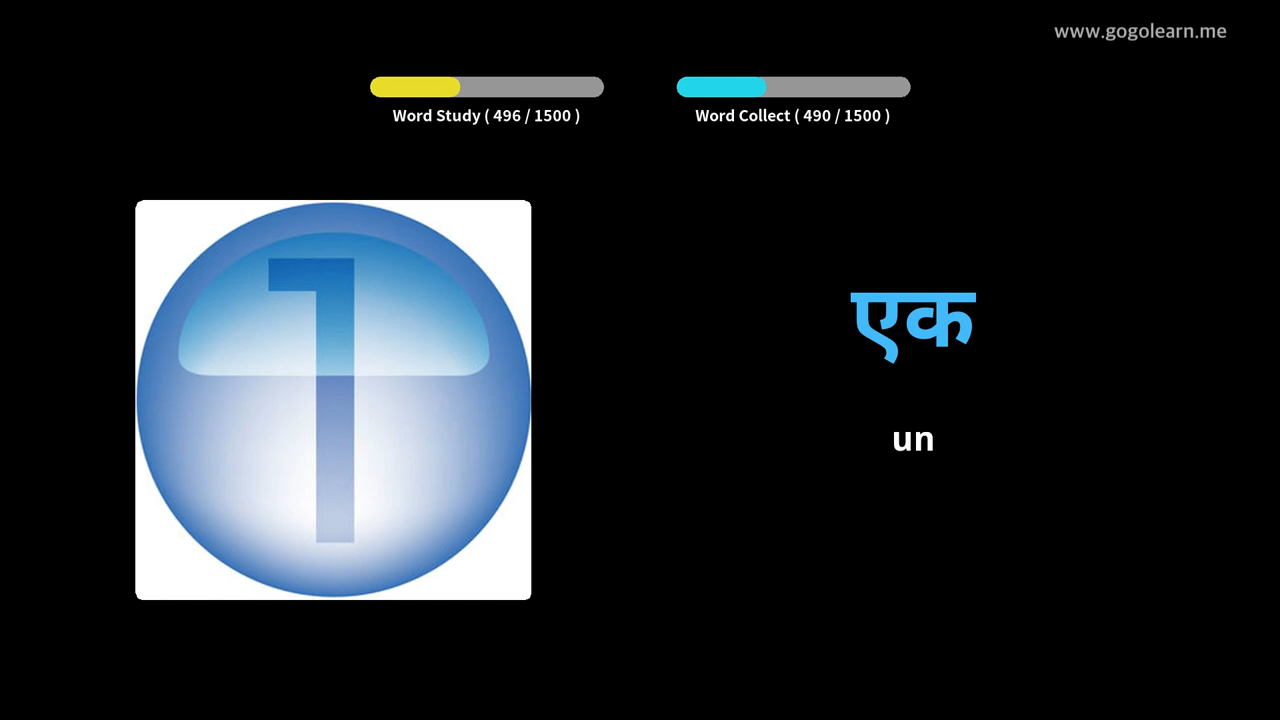 www.gogolearn.me
Word Study ( 496 / 1500 )
Word Collect ( 490 / 1500 )
1
एक
un